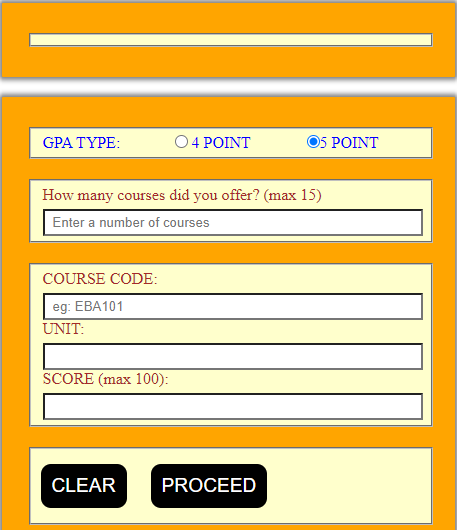 GPA TYPE: 4 POINT 5 POINT
How many courses did you offer? (max 15)
Enter a number of courses
COURSE CODE:
eg: EBA101
UNIT:
SCORE (max 100):
CLEAR PROCEED